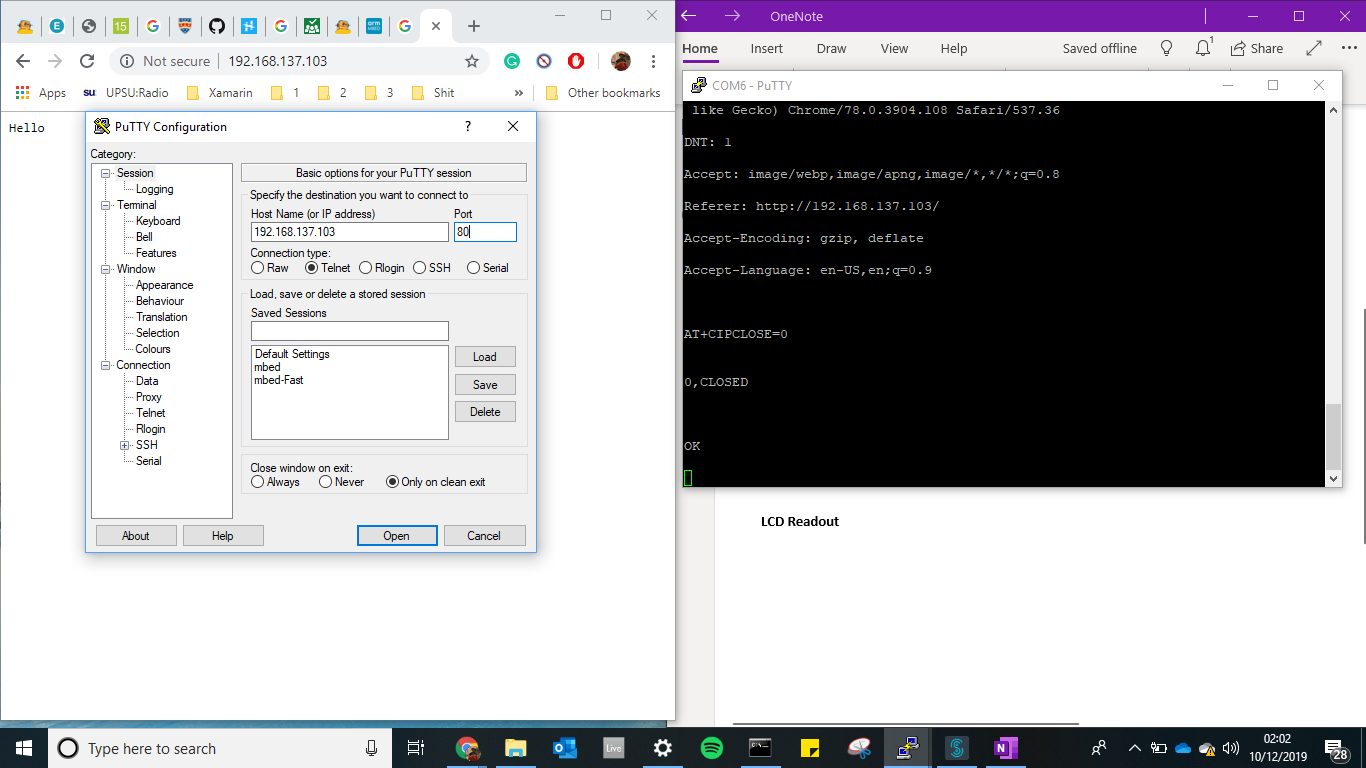 15
Not secure
192.168.137.103
Apps
su
UPSU:Radio
Xamarin
1
2
3
Shit
»
Other bookmarks
Hello
PuTTY Configuration
?
Category:
Session
Logging
Terminal
Keyboard
Bell
Features
Window
Appearance
Behaviour
Translation
Selection
Colours
Connection
Data
Proxy
Telnet
Rlogin
SSH
Serial
Basic options for your PuTTY session
Specify the destination you want to connect to
Host Name (or IP address) Port
192.168.137.103 80
Connection type:
Raw Telnet Rlogin SSH Serial
Load, save or delete a stored session
Saved Sessions
Default Settings
mbed
mbed-Fast
Load
Save
Delete
Close window on exit:
Always Never Only on clean exit
About Help Open Cancel
OneNote
Home Insert Draw View Help Saved offline 1 Share
COM6 - PuTTY
like Gecko) Chrome/78.0.3904.108 Safari/537.36
DNT: 1
Accept: image/webp,image/apng,image/*,*/*;q=0.8
Referer: http://192.168.137.103/
Accept-Encoding: gzip, deflate
Accept-Language: en-US,en;q=0.9
AT+CIPCLOSE=0
0,CLOSED
OK
LCD Readout
Type here to search
Live
02:02
10/12/2019
28